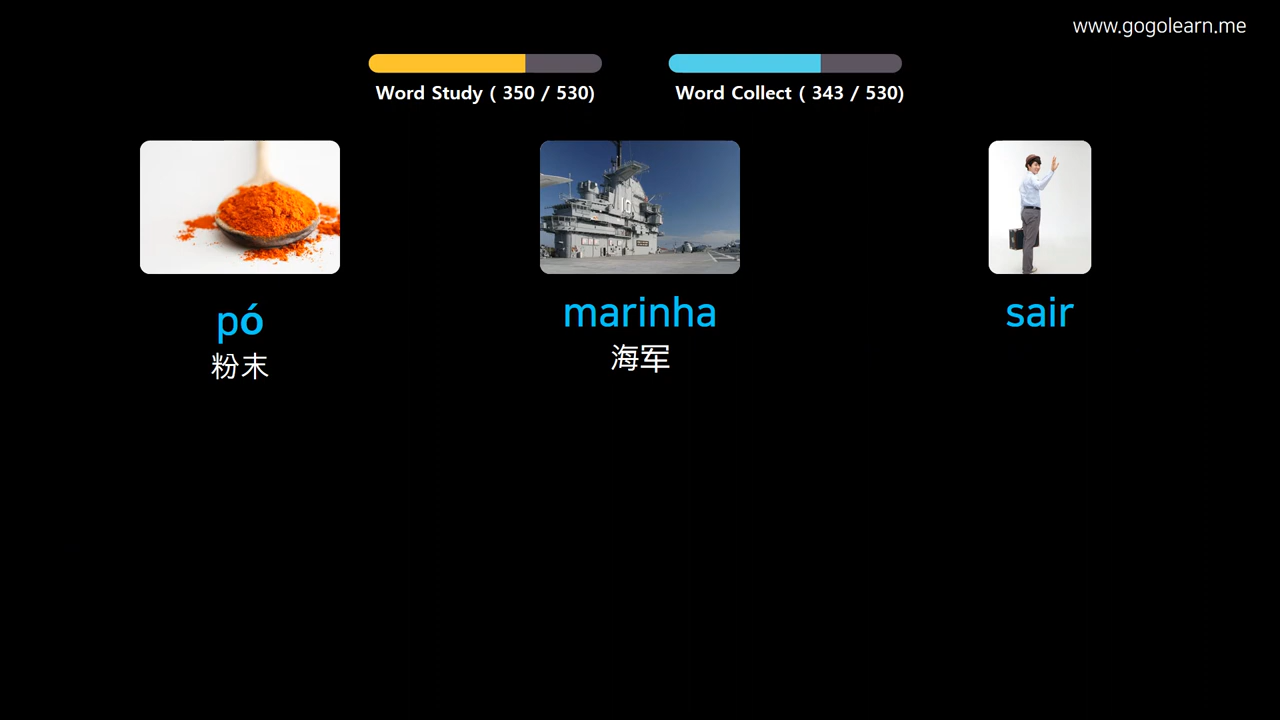 www.gogolearn.me
Word Study ( 350 / 530)
Word Collect ( 343 / 530)
pó
粉末
marinha
海军
sair